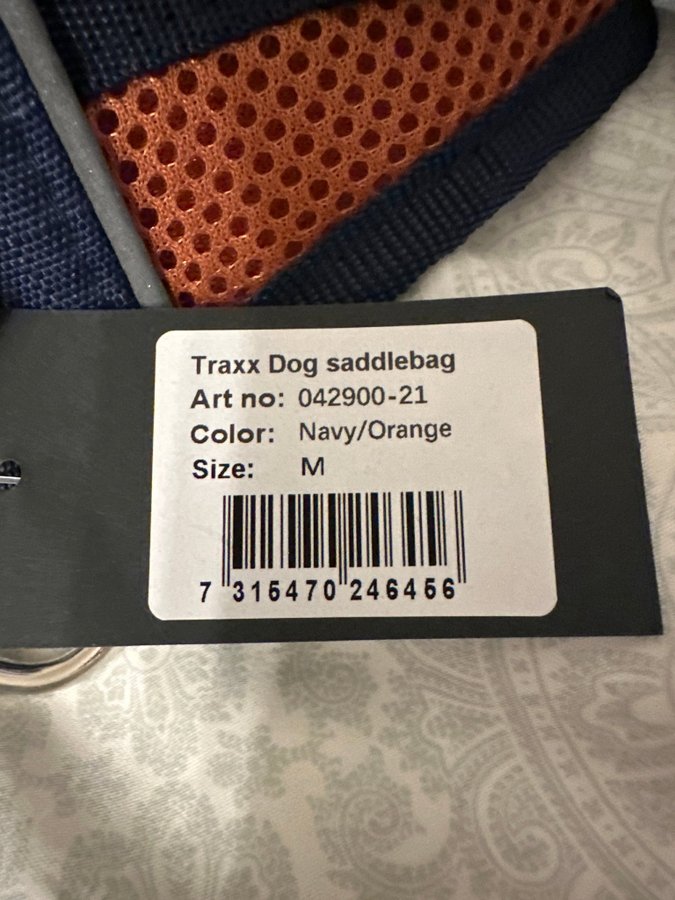 Traxx Dog saddlebag
Art no: 042900-21
Color: Navy/Orange
Size: M
7 315470 246456